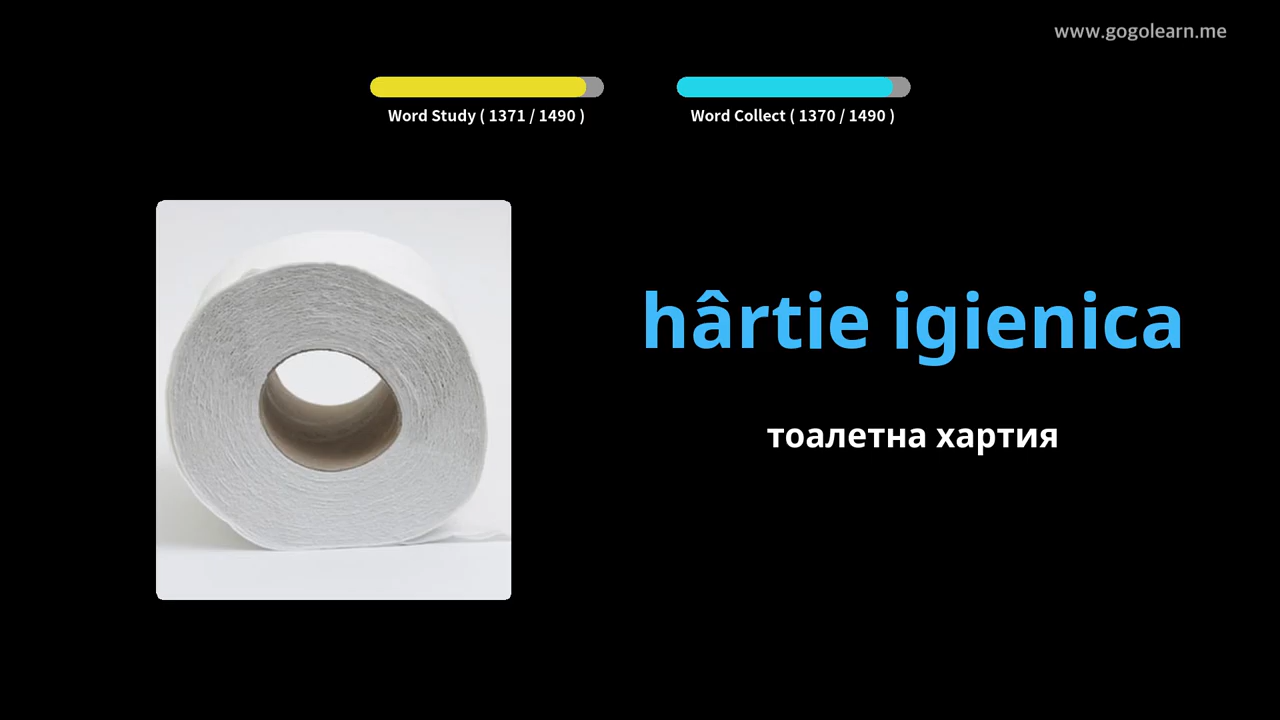 www.gogolearn.me
Word Study ( 1371 / 1490 )
Word Collect ( 1370 / 1490 )
hârtie igienica
тоалетна хартия